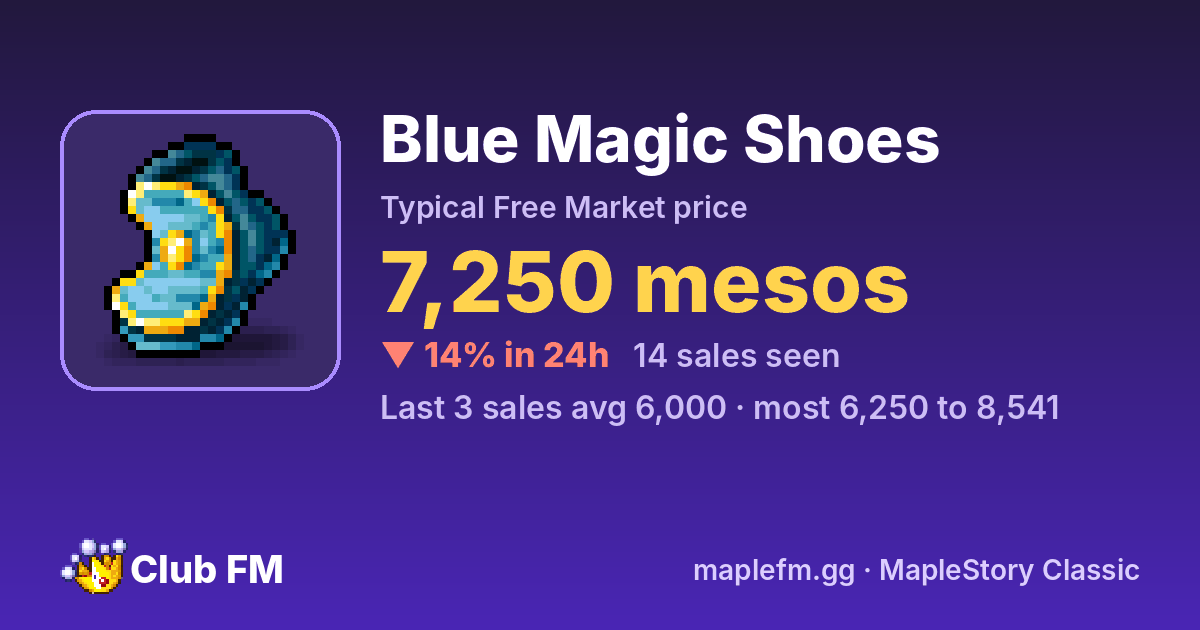 Blue Magic Shoes
Typical Free Market price
7,250 mesos
▼ 14% in 24h 14 sales seen
Last 3 sales avg 6,000 · most 6,250 to 8,541
Club FM
maplefm.gg · MapleStory Classic